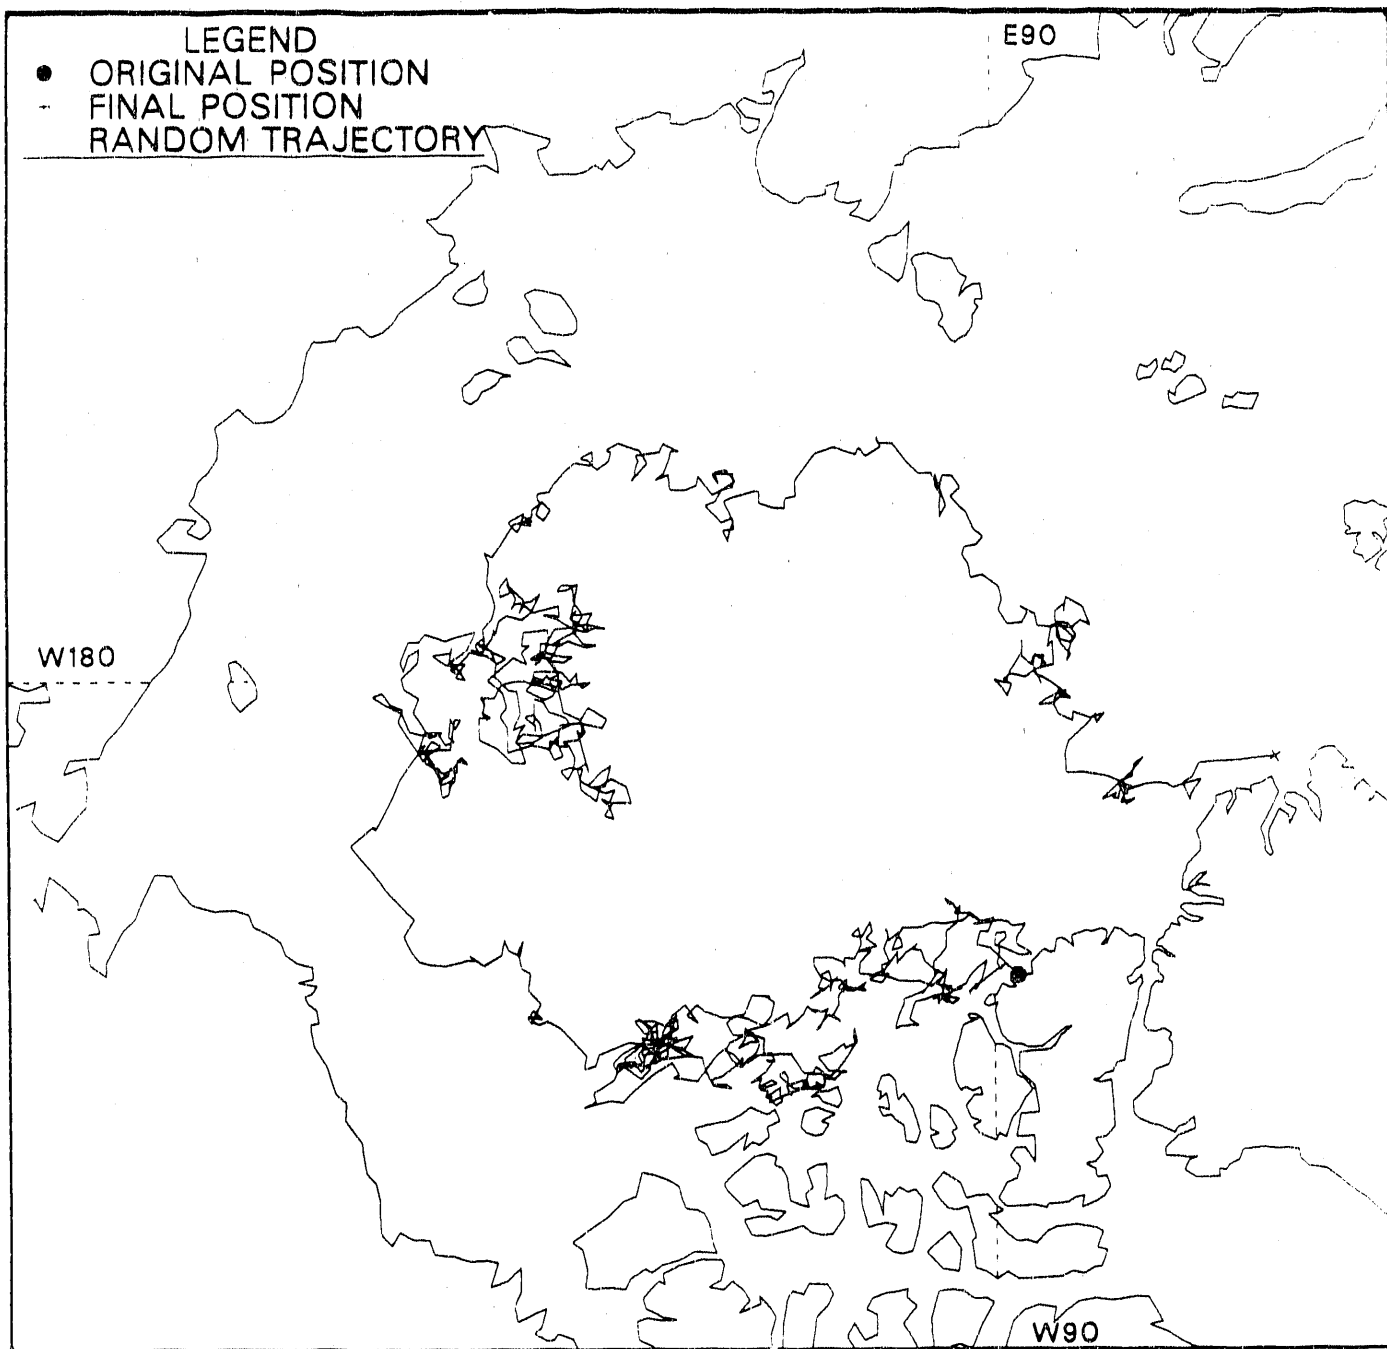 LEGEND
E90
● ORIGINAL POSITION
- FINAL POSITION
RANDOM TRAJECTORY
W180
W90